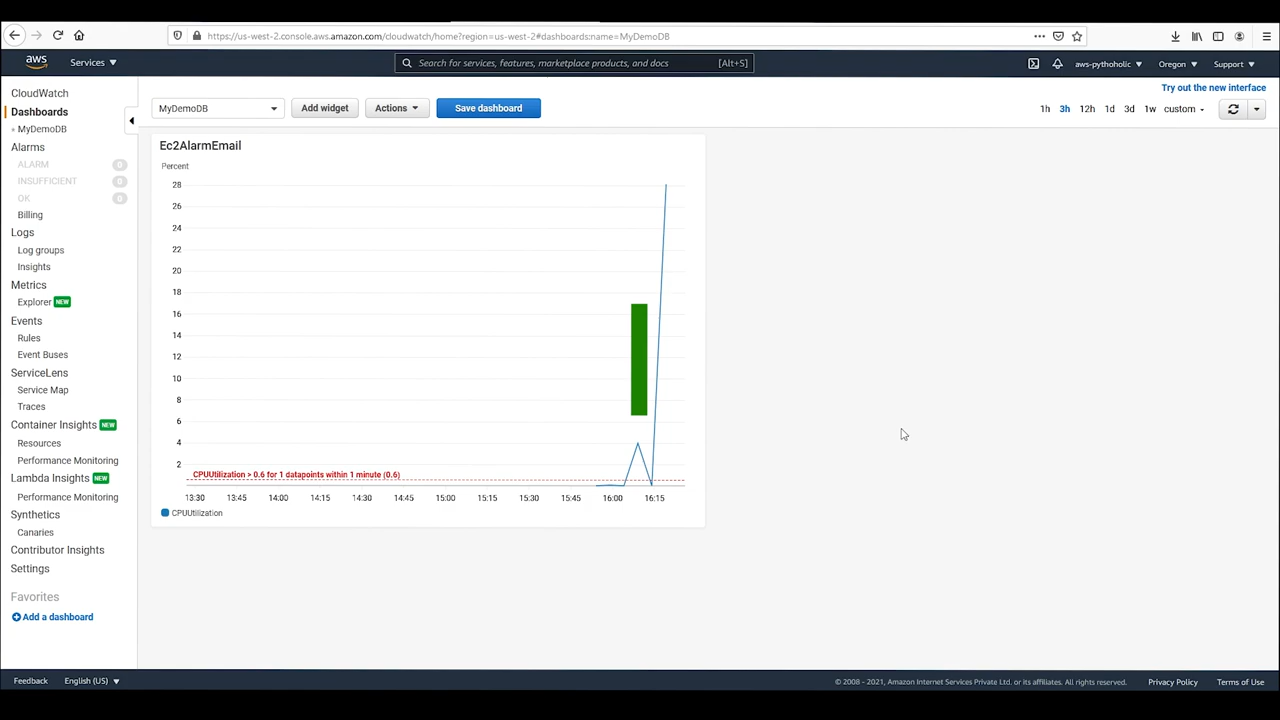 https://us-west-2.console.aws.amazon.com/cloudwatch/home?region=us-west-2#dashboards:name=MyDemoDB
aws Services Search for services, features, marketplace products, and docs [Alt+S] aws-pythoholic Oregon Support
Try out the new interface
CloudWatch
Dashboards
MyDemoDB
Alarms
ALARM 0
INSUFFICIENT 0
OK 0
Billing
Logs
Log groups
Insights
Metrics
Explorer NEW
Events
Rules
Event Buses
ServiceLens
Service Map
Traces
Container Insights NEW
Resources
Performance Monitoring
Lambda Insights NEW
Performance Monitoring
Synthetics
Canaries
Contributor Insights
Settings
Favorites
Add a dashboard
MyDemoDB Add widget Actions Save dashboard 1h 3h 12h 1d 3d 1w custom
Ec2AlarmEmail
Percent
28
26
24
22
20
18
16
14
12
10
8
6
4
2
CPUUtilization > 0.6 for 1 datapoints within 1 minute (0.6)
13:30 13:45 14:00 14:15 14:30 14:45 15:00 15:15 15:30 15:45 16:00 16:15
CPUUtilization
Feedback English (US) © 2008 - 2021, Amazon Internet Services Private Ltd. or its affiliates. All rights reserved. Privacy Policy Terms of Use